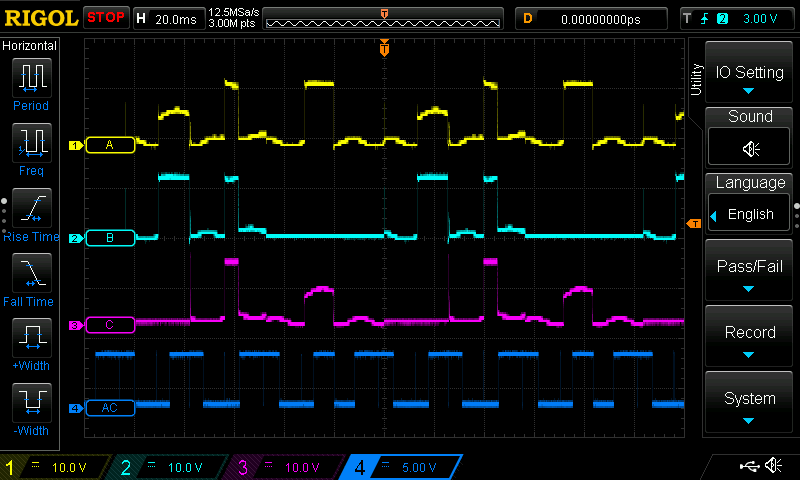 RIGOL STOP H 20.0ms 12.5MSa/s 3.00M pts T D 0.00000000ps T 2 3.00 V
Horizontal
Period
Freq
Rise Time
Fall Time
+Width
-Width
T
1 A
2 B
3 C
4 AC
T
Utility
IO Setting
Sound
Language
English
Pass/Fail
Record
System
1 = 10.0 V 2 = 10.0 V 3 = 10.0 V 4 = 5.00 V